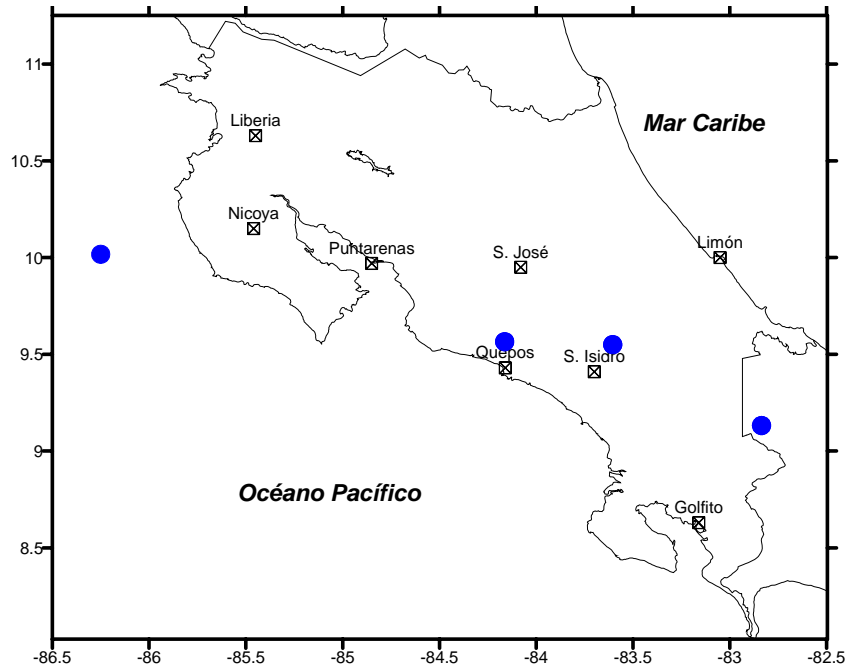 11
Mar Caribe
Liberia
10.5
Nicoya
Puntarenas
S. José
Limón
10
9.5
Quepos
S. Isidro
9
Océano Pacífico
Golfito
8.5
-86.5 -86 -85.5 -85 -84.5 -84 -83.5 -83 -82.5